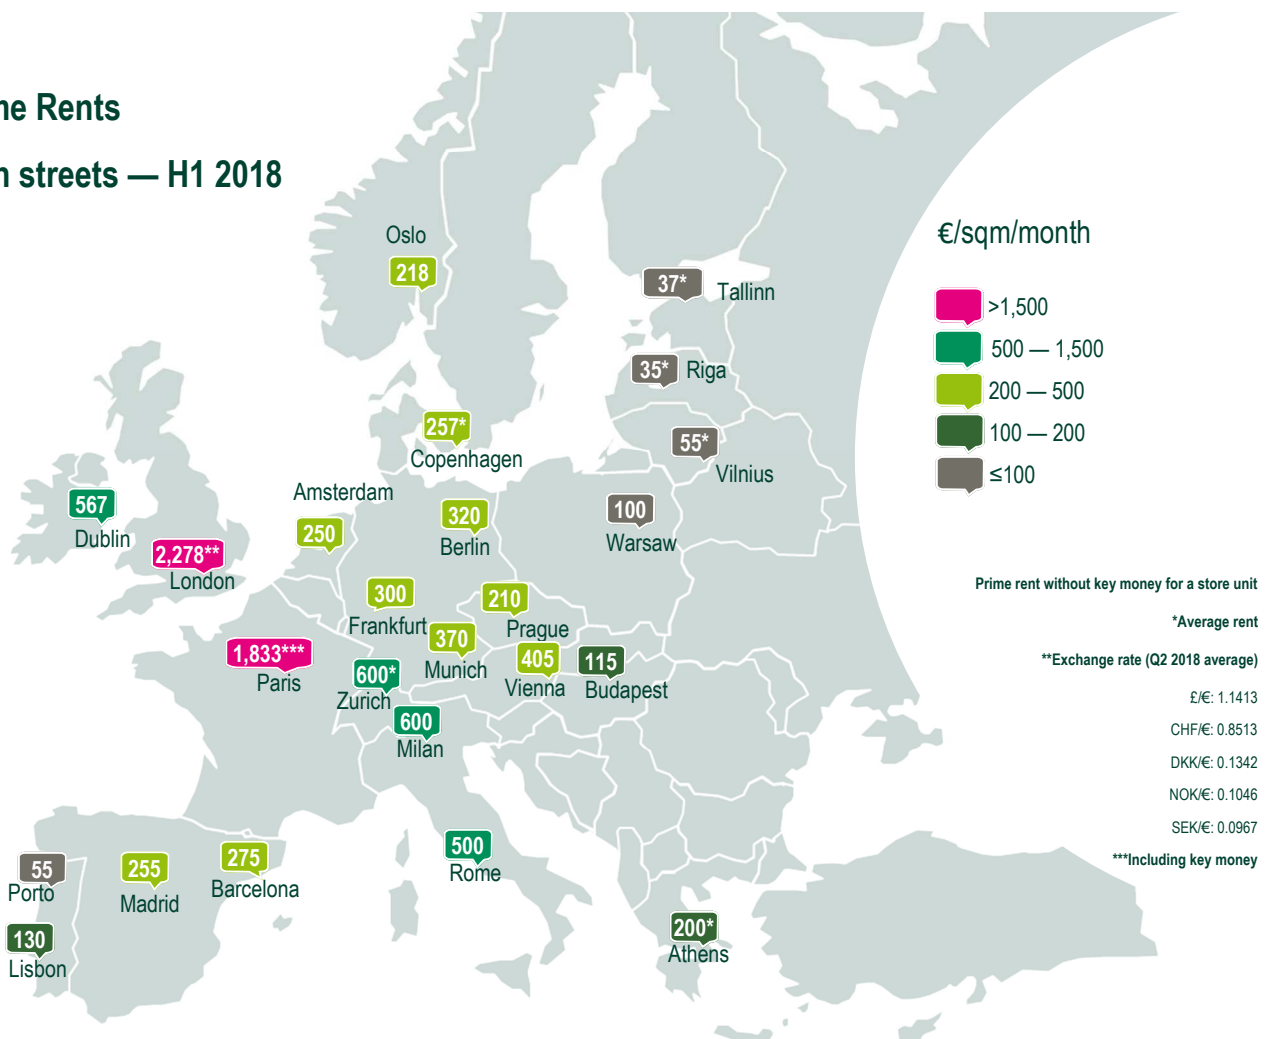 ne Rents
n streets — H1 2018
Oslo
218
€/sqm/month
>1,500
500 — 1,500
200 — 500
100 — 200
≤100
37*
Tallinn
35*
Riga
257*
Copenhagen
55*
Vilnius
Amsterdam
250
320
Berlin
100
Warsaw
567
Dublin
2,278**
London
300
Frankfurt
210
Prague
370
Munich
405
Vienna
115
Budapest
1,833***
Paris
600*
Zurich
600
Milan
500
Rome
55
Porto
255
Madrid
275
Barcelona
130
Lisbon
200*
Athens
Prime rent without key money for a store unit
*Average rent
**Exchange rate (Q2 2018 average)
£/€: 1.1413
CHF/€: 0.8513
DKK/€: 0.1342
NOK/€: 0.1046
SEK/€: 0.0967
***Including key money